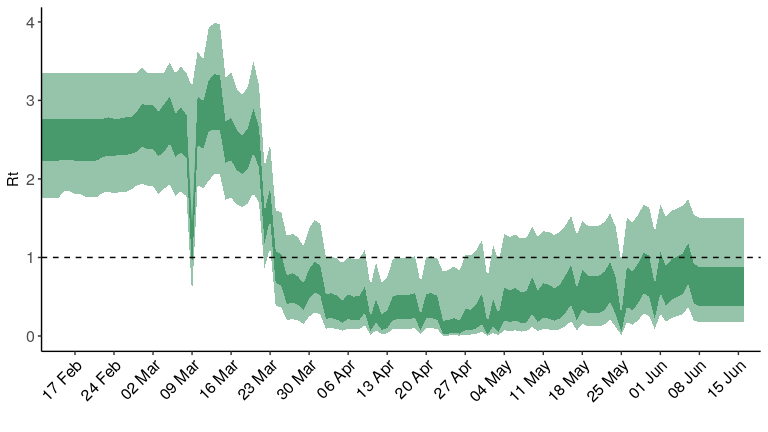 4
3
2
1
0
Rt
17 Feb
24 Feb
02 Mar
09 Mar
16 Mar
23 Mar
30 Mar
06 Apr
13 Apr
20 Apr
27 Apr
04 May
11 May
18 May
25 May
01 Jun
08 Jun
15 Jun